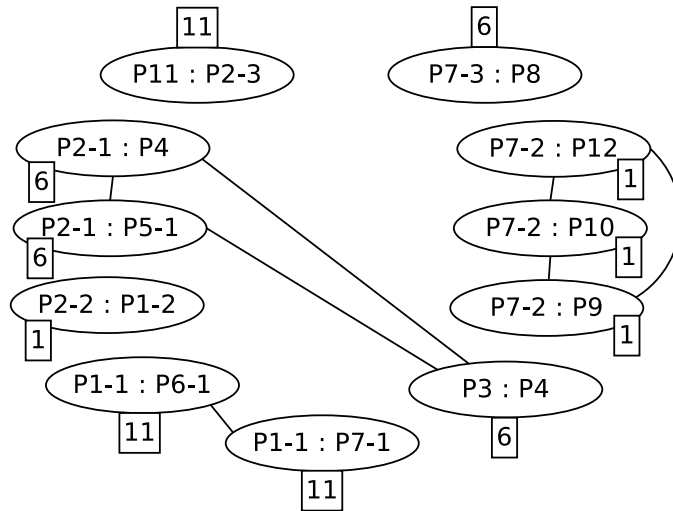 11
6
P11 : P2-3
P7-3 : P8
P2-1 : P4
6
P7-2 : P12
1
P2-1 : P5-1
6
P7-2 : P10
1
P2-2 : P1-2
1
P7-2 : P9
1
P1-1 : P6-1
11
P3 : P4
6
P1-1 : P7-1
11